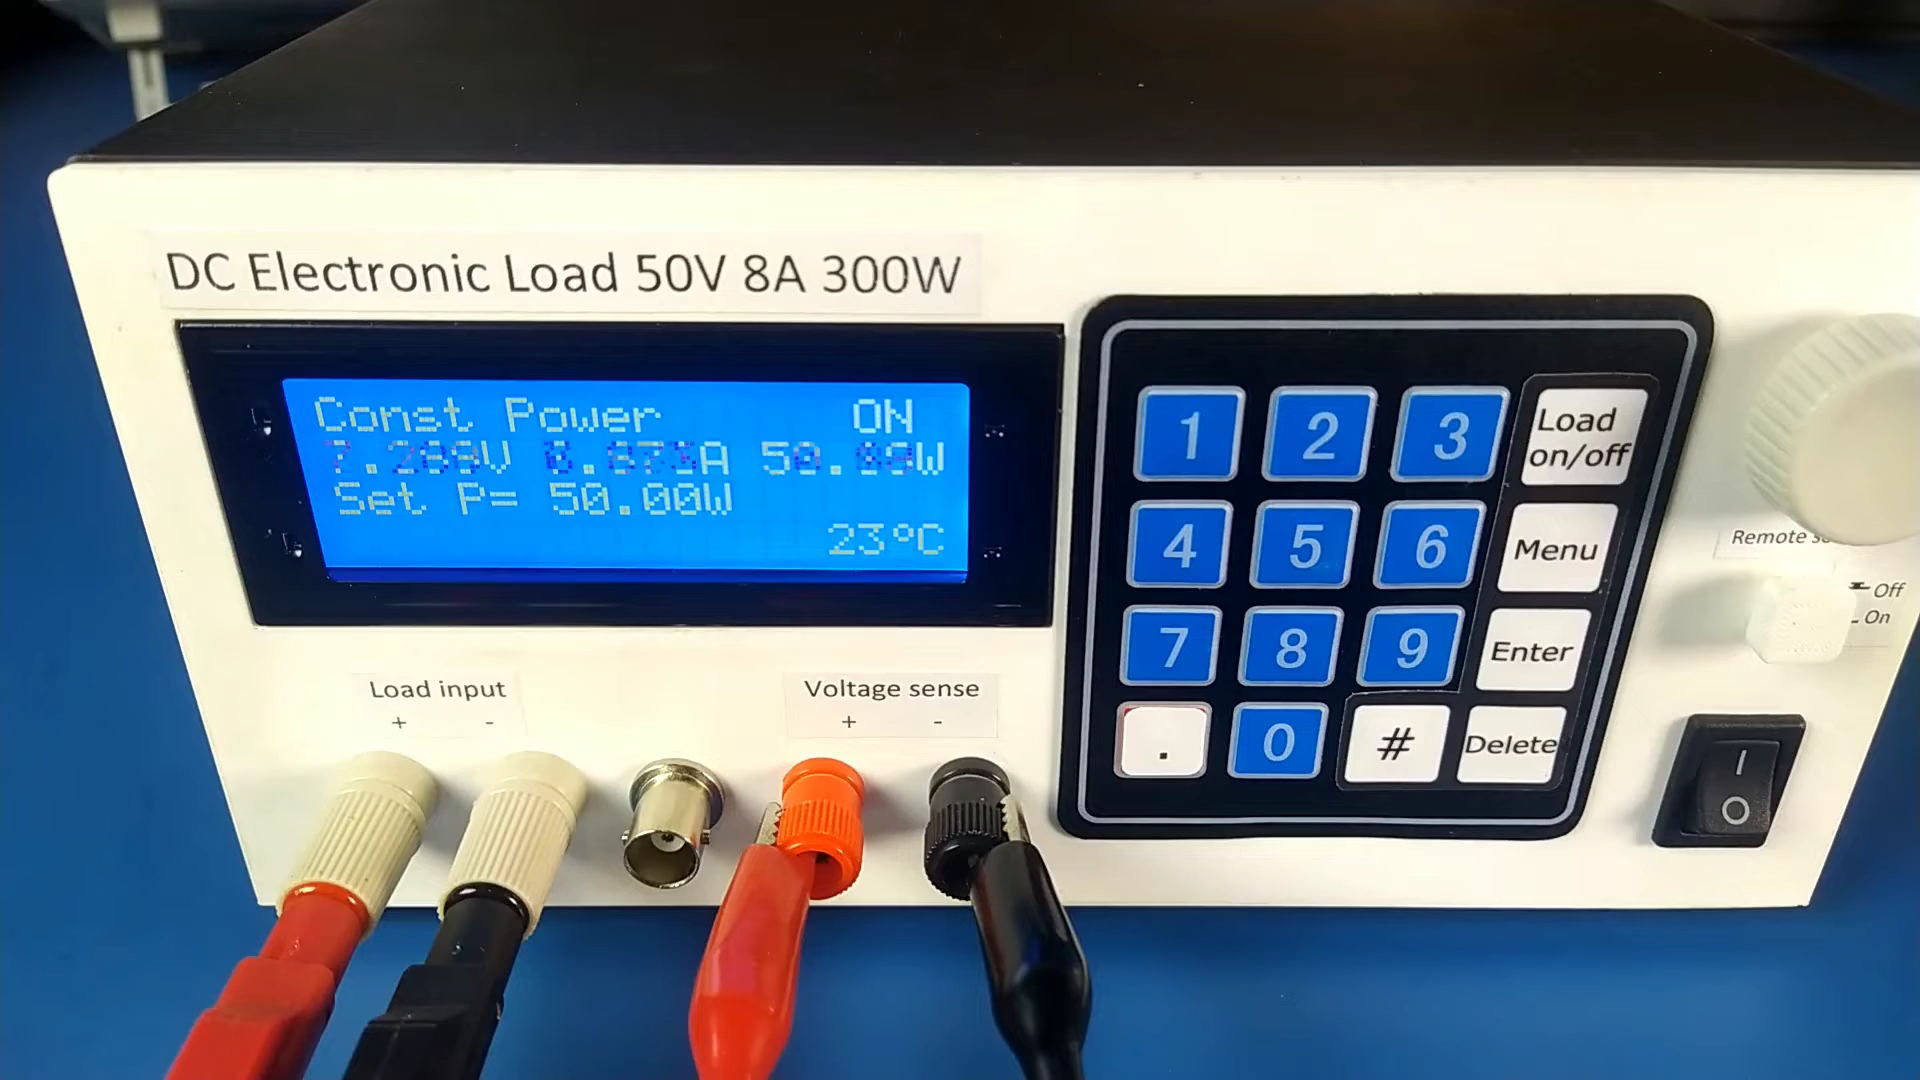 DC Electronic Load 50V 8A 300W
Const Power ON
Set P= 50.00W
23°C
1 2 3 Load on/off
4 5 6 Menu
7 8 9 Enter
. 0 # Delete
Remote
Off
On
Load input
+ -
Voltage sense
+ -
I
O